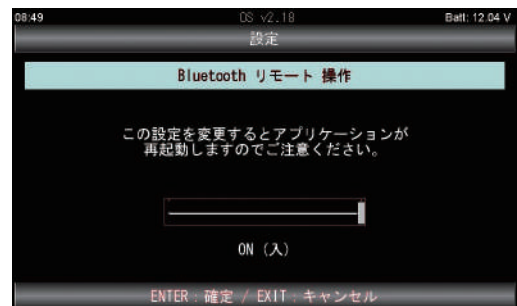 08:49 OS v2.18 Batt: 12.04 V
設定
Bluetooth リモート 操作
この設定を変更するとアプリケーションが
再起動しますのでご注意ください。
ON (入)
ENTER : 確定 / EXIT : キャンセル